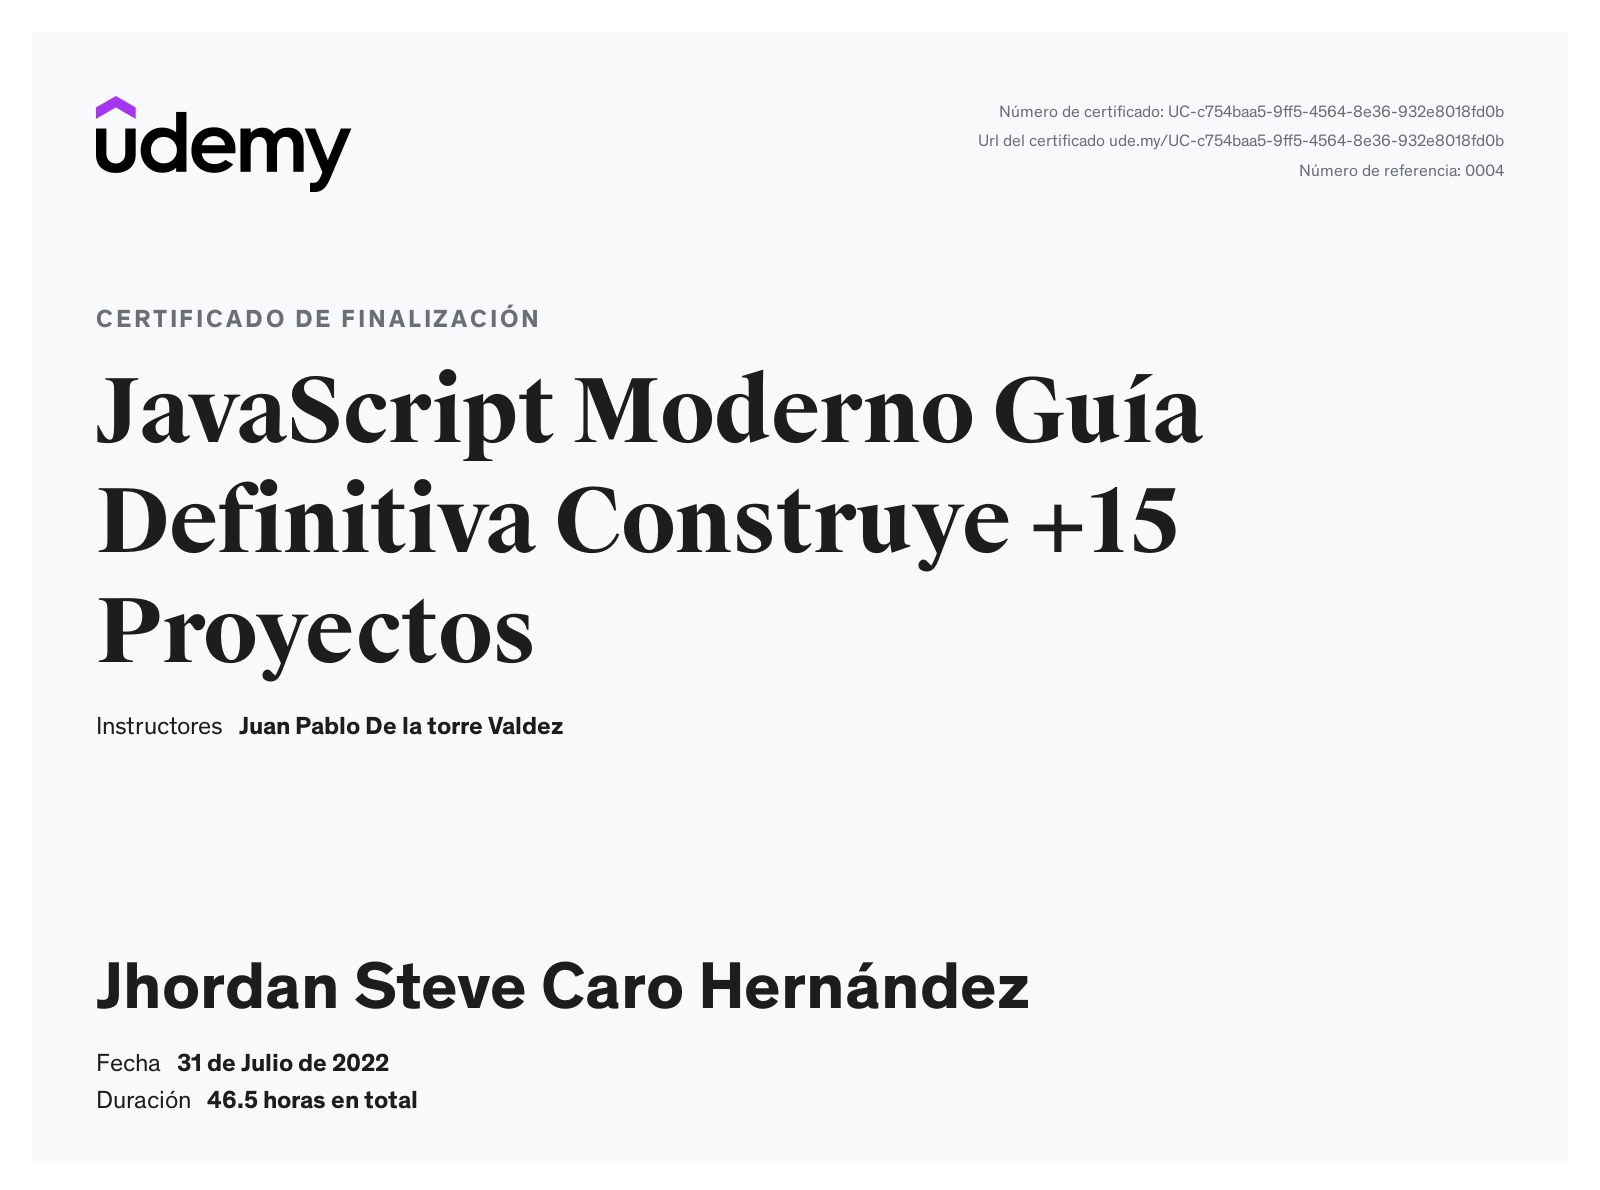 udemy
Número de certificado: UC-c754baa5-9ff5-4564-8e36-932e8018fd0b
Url del certificado ude.my/UC-c754baa5-9ff5-4564-8e36-932e8018fd0b
Número de referencia: 0004
CERTIFICADO DE FINALIZACIÓN
JavaScript Moderno Guía
Definitiva Construye +15
Proyectos
Instructores Juan Pablo De la torre Valdez
Jhordan Steve Caro Hernández
Fecha 31 de Julio de 2022
Duración 46.5 horas en total